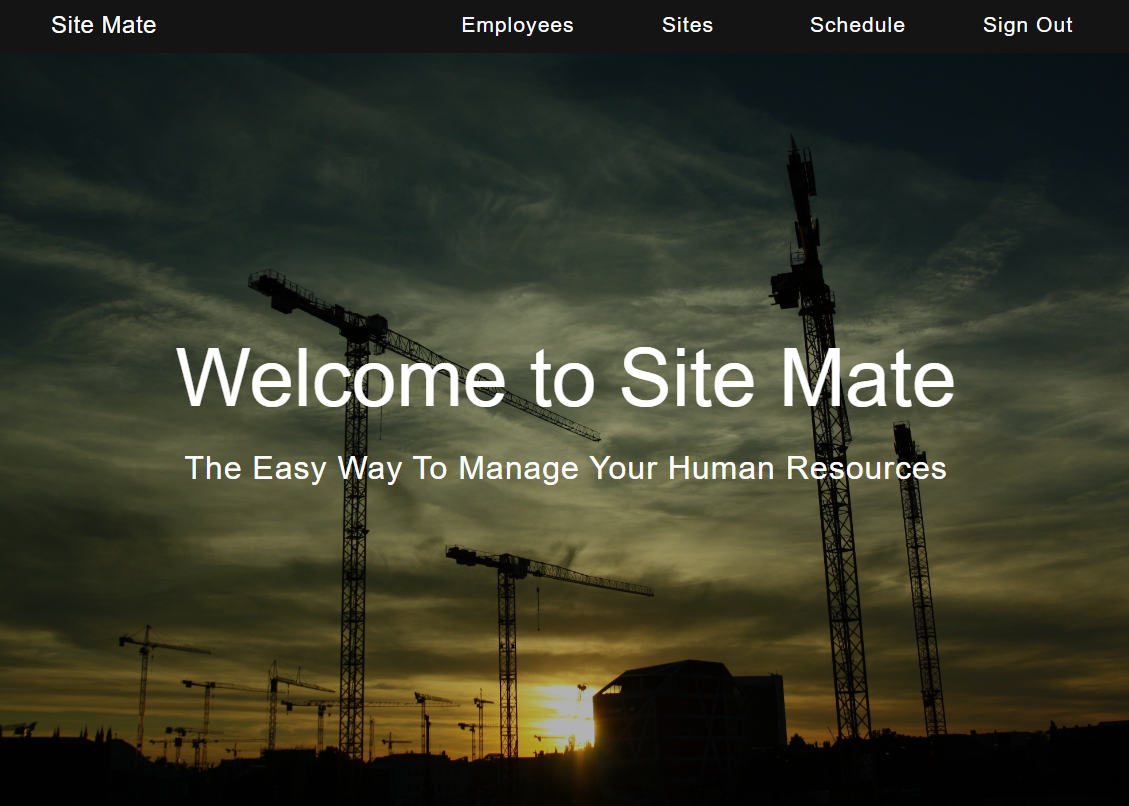 Site Mate Employees Sites Schedule Sign Out
Welcome to Site Mate
The Easy Way To Manage Your Human Resources